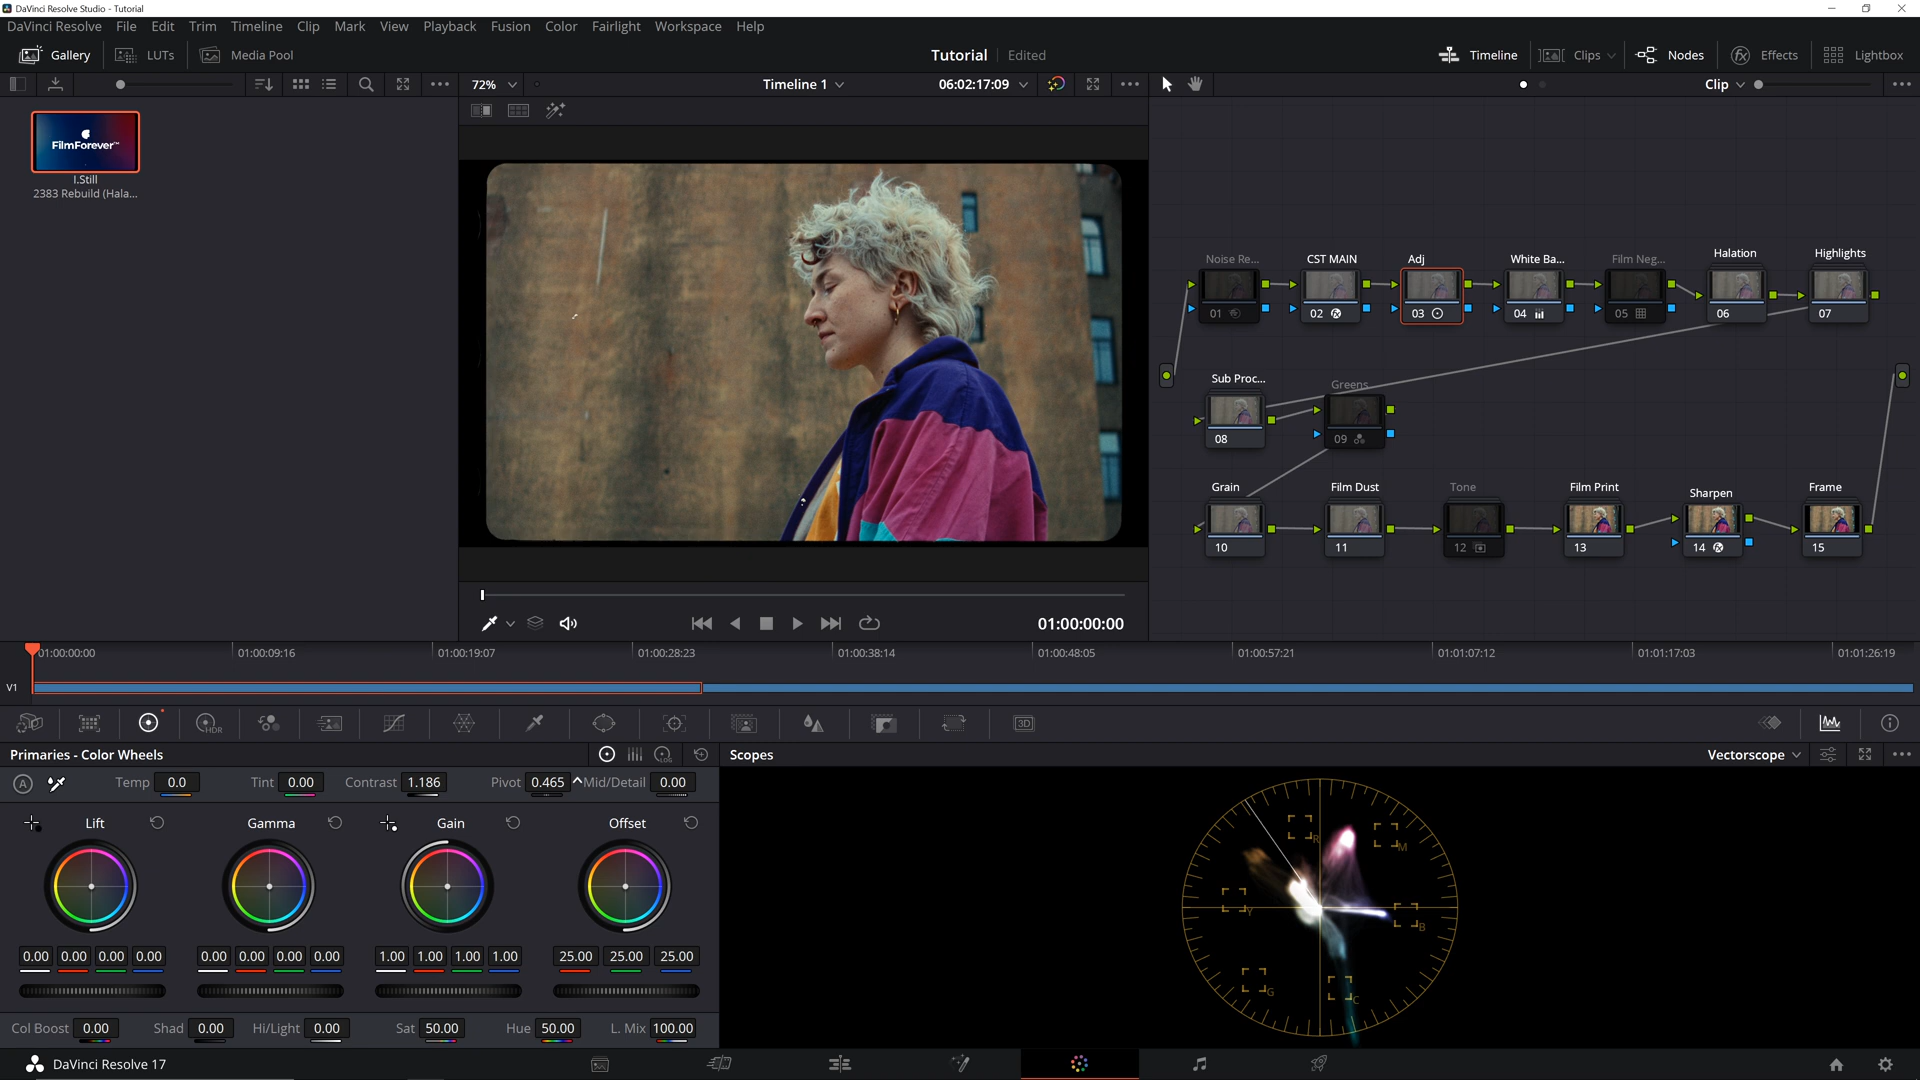 DaVinci Resolve Studio - Tutorial
DaVinci Resolve File Edit Trim Timeline Clip Mark View Playback Fusion Color Fairlight Workspace Help
Gallery LUTs Media Pool Tutorial Edited Timeline Clips Nodes Effects Lightbox
72% Timeline 1 06:02:17:09 Clip
FilmForever™
I.Still
2383 Rebuild (Hala...
Noise Re... CST MAIN Adj White Ba... Film Neg... Halation Highlights
01 02 03 04 05 06 07
Sub Proc... Greens
08 09
Grain Film Dust Tone Film Print Sharpen Frame
10 11 12 13 14 15
01:00:00:00
01:00:00:00 01:00:09:16 01:00:19:07 01:00:28:23 01:00:38:14 01:00:48:05 01:00:57:21 01:01:07:12 01:01:17:03 01:01:26:19
V1
HDR 3D
Primaries - Color Wheels LOG Scopes Vectorscope
A Temp 0.0 Tint 0.00 Contrast 1.186 Pivot 0.465 Mid/Detail 0.00
Lift Gamma Gain Offset
0.00 0.00 0.00 0.00 0.00 0.00 0.00 0.00 1.00 1.00 1.00 1.00 25.00 25.00 25.00
R M Y B G C
Col Boost 0.00 Shad 0.00 Hi/Light 0.00 Sat 50.00 Hue 50.00 L. Mix 100.00
DaVinci Resolve 17